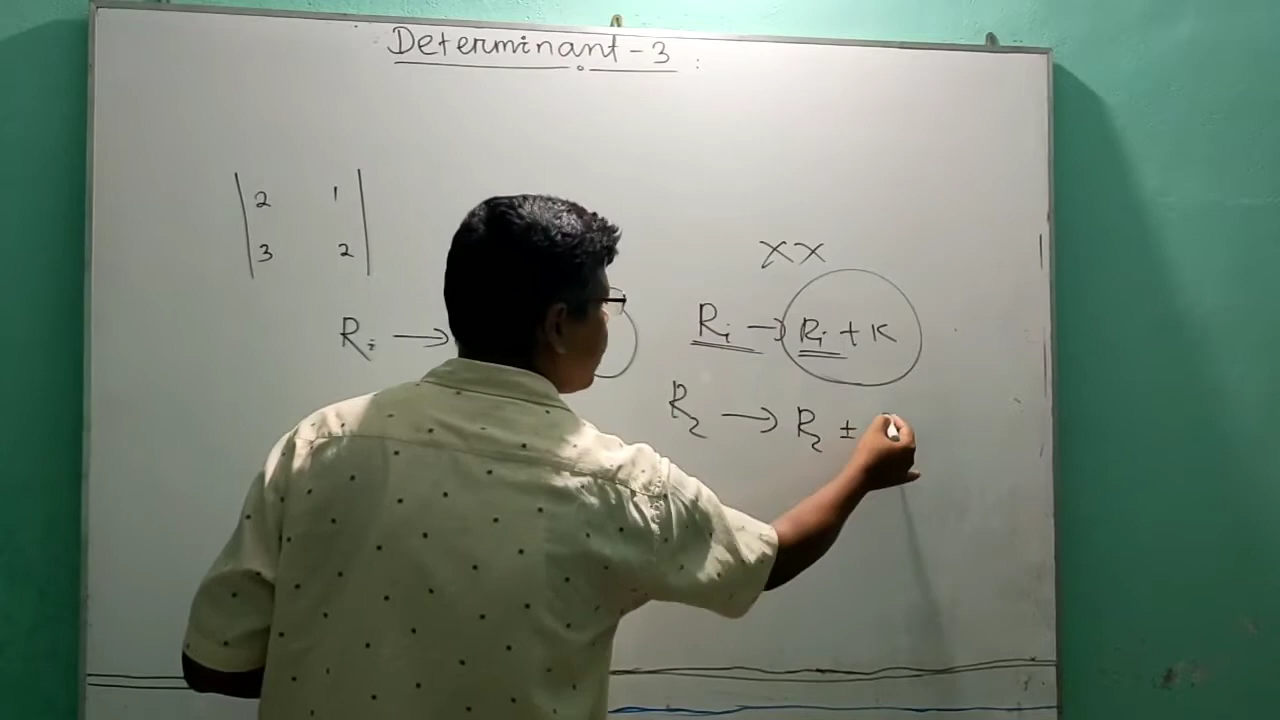 Determinant - 3 :
2 1
3 2
XX
Ri →
Ri → Ri + K
R2 → R2 ±